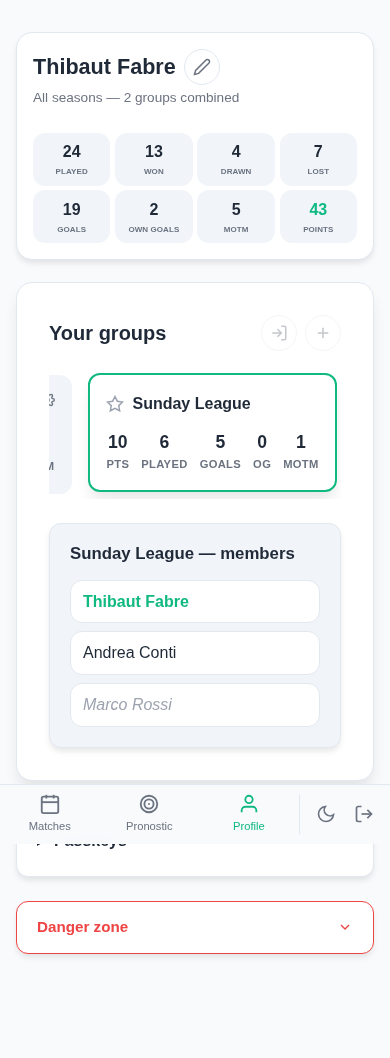 Thibaut Fabre
All seasons — 2 groups combined
24 13 4 7
PLAYED WON DRAWN LOST
19 2 5 43
GOALS OWN GOALS MOTM POINTS
Your groups
Sunday League
10 6 5 0 1
PTS PLAYED GOALS OG MOTM
Sunday League — members
Thibaut Fabre
Andrea Conti
Marco Rossi
Matches Pronostic Profile
Passkeys
Danger zone